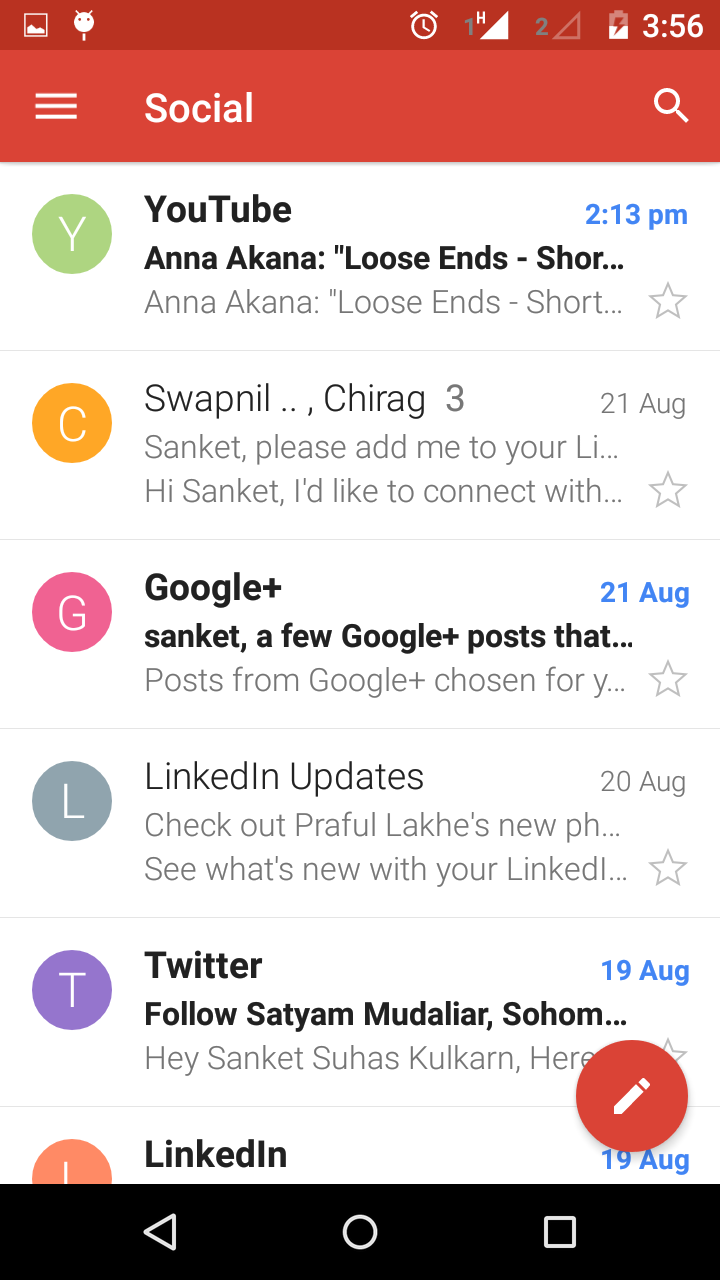 1 H 2 3:56
Social
Y YouTube 2:13 pm
Anna Akana: "Loose Ends - Shor...
Anna Akana: "Loose Ends - Short...
C Swapnil .. , Chirag 3 21 Aug
Sanket, please add me to your Li...
Hi Sanket, I'd like to connect with...
G Google+ 21 Aug
sanket, a few Google+ posts that...
Posts from Google+ chosen for y...
L LinkedIn Updates 20 Aug
Check out Praful Lakhe's new ph...
See what's new with your LinkedI...
T Twitter 19 Aug
Follow Satyam Mudaliar, Sohom...
Hey Sanket Suhas Kulkarn, Here
L LinkedIn 19 Aug